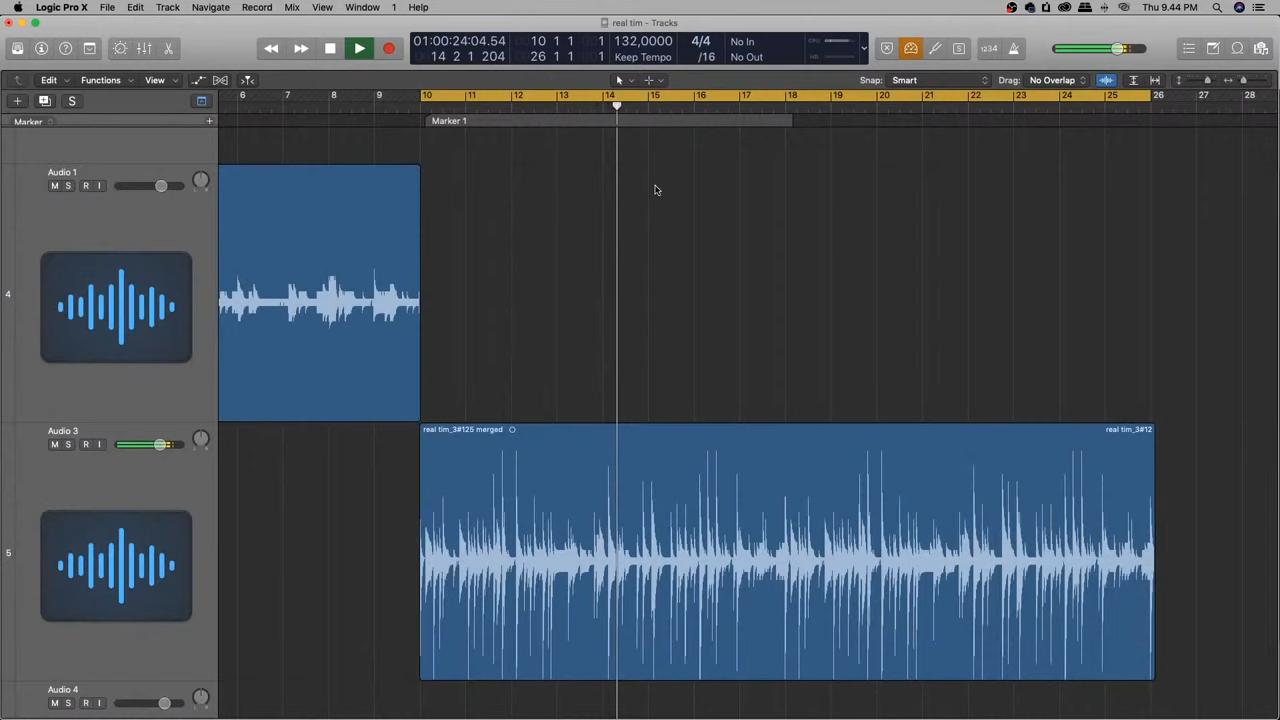 Logic Pro X File Edit Track Navigate Record Mix View Window 1 Help
Thu 9.44 PM
real tim - Tracks
01:00:24:04.54 10 1 1 1 132,0000 4/4 No In
14 2 1 204 26 1 1 1 Keep Tempo /16 No Out
CPU
HD
S
1234
Edit Functions View Snap: Smart Drag: No Overlap
S
6 7 8 9 10 11 12 13 14 15 16 17 18 19 20 21 22 23 24 25 26 27 28
Marker
Marker 1
Audio 1
M S R I
4
Audio 3
M S R I
real tim_3#125 merged
real tim_3#12
5
Audio 4
M S R I